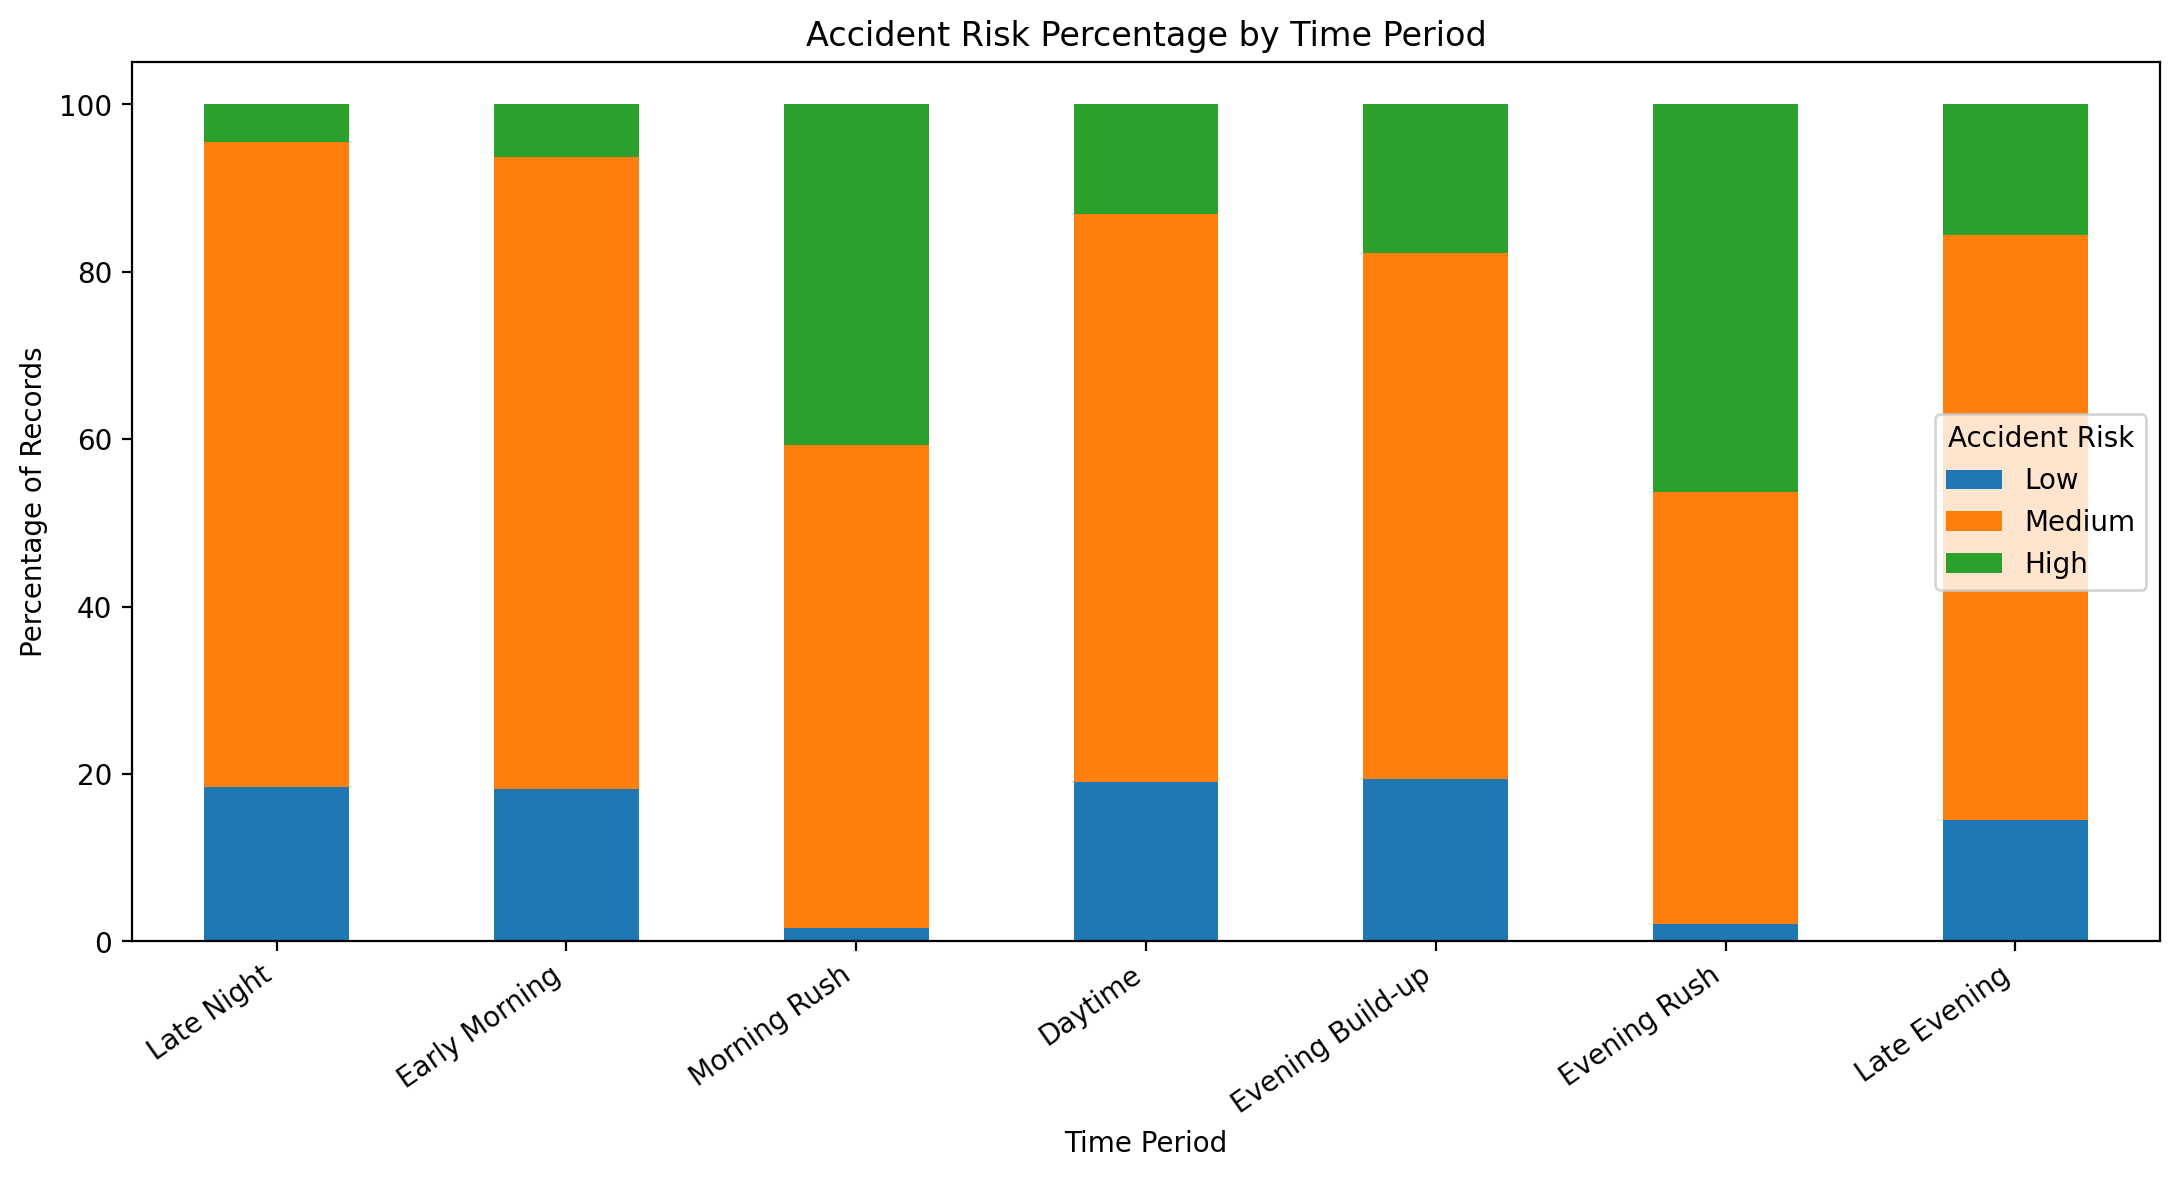 Accident Risk Percentage by Time Period
Percentage of Records
100
80
60
40
20
0
Accident Risk
Low
Medium
High
Late Night
Early Morning
Morning Rush
Daytime
Evening Build-up
Evening Rush
Late Evening
Time Period